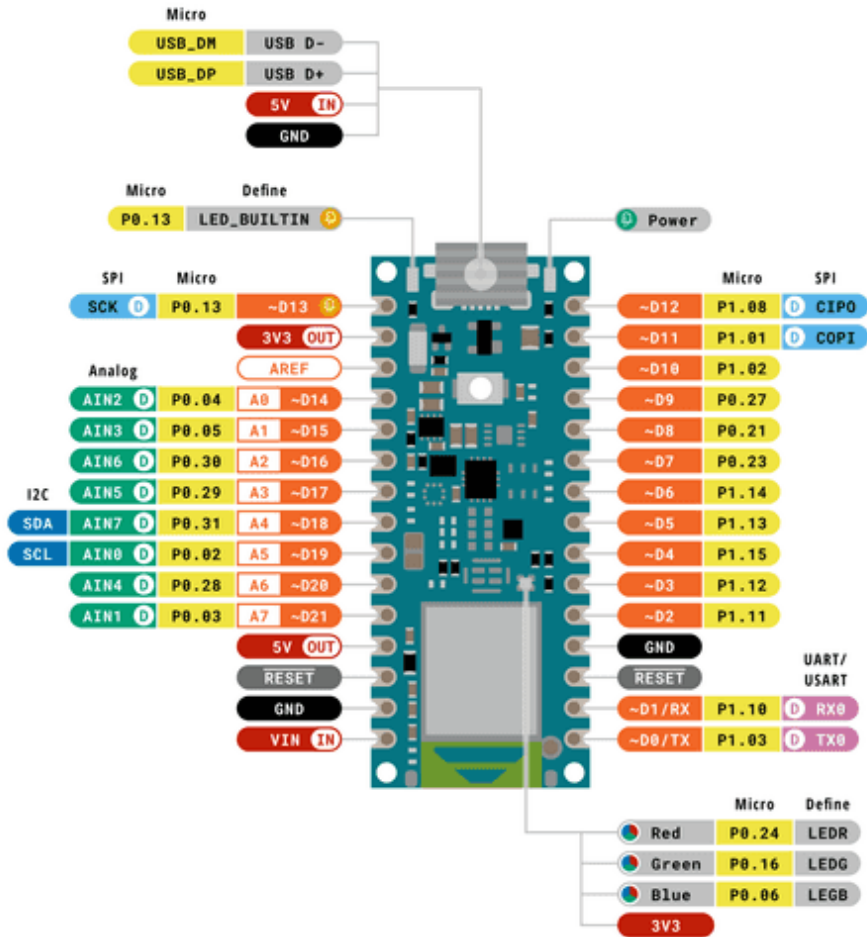 Micro
USB_DM USB D-
USB_DP USB D+
5V IN
GND
Micro Define
P0.13 LED_BUILTIN
Power
SPI Micro
SCK D P0.13 ~D13
3V3 OUT
AREF
Analog
AIN2 D P0.04 A0 ~D14
AIN3 D P0.05 A1 ~D15
AIN6 D P0.30 A2 ~D16
I2C
AIN5 D P0.29 A3 ~D17
SDA AIN7 D P0.31 A4 ~D18
SCL AIN0 D P0.02 A5 ~D19
AIN4 D P0.28 A6 ~D20
AIN1 D P0.03 A7 ~D21
5V OUT
RESET
GND
VIN IN
Micro SPI
~D12 P1.08 D CIPO
~D11 P1.01 D COPI
~D10 P1.02
~D9 P0.27
~D8 P0.21
~D7 P0.23
~D6 P1.14
~D5 P1.13
~D4 P1.15
~D3 P1.12
~D2 P1.11
GND
UART/
USART
RESET
~D1/RX P1.10 D RX0
~D0/TX P1.03 D TX0
Micro Define
Red P0.24 LEDR
Green P0.16 LEDG
Blue P0.06 LEGB
3V3